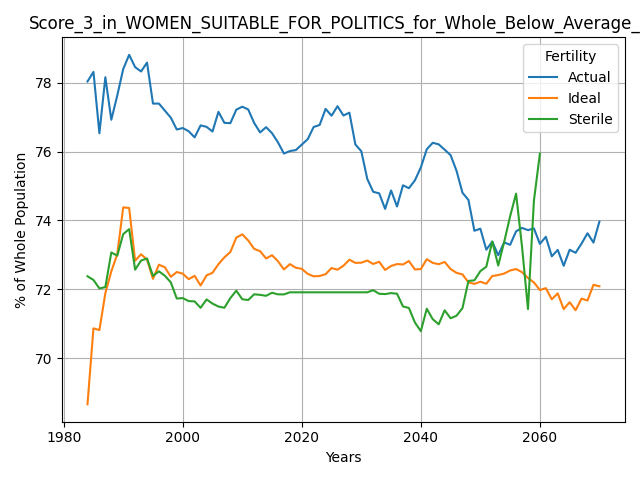 Score_3_in_WOMEN_SUITABLE_FOR_POLITICS_for_Whole_Below_Average_
Fertility
Actual
Ideal
Sterile
% of Whole Population
78
76
74
72
70
1980
2000
2020
2040
2060
Years